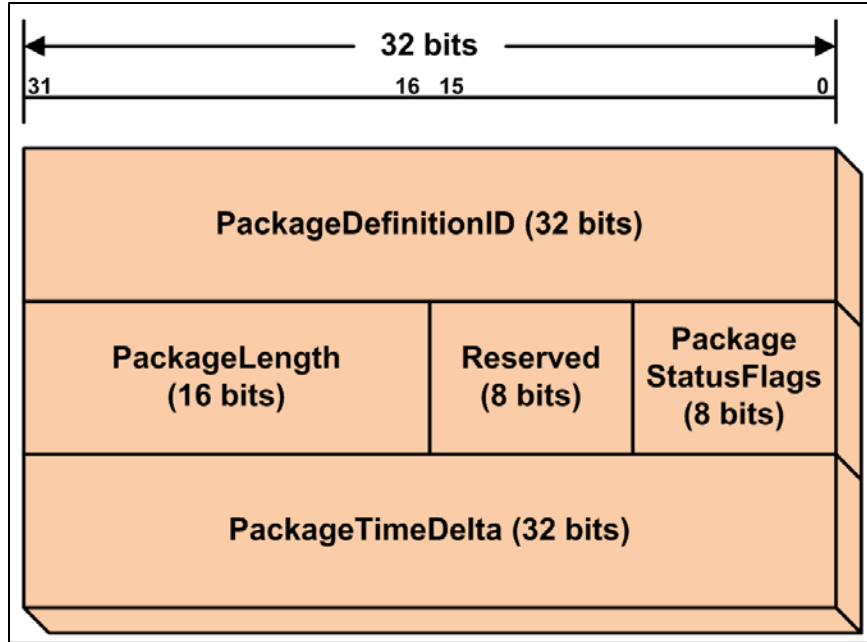 32 bits
31 16 15 0
PackageDefinitionID (32 bits)
PackageLength
(16 bits)
Reserved
(8 bits)
Package
StatusFlags
(8 bits)
PackageTimeDelta (32 bits)